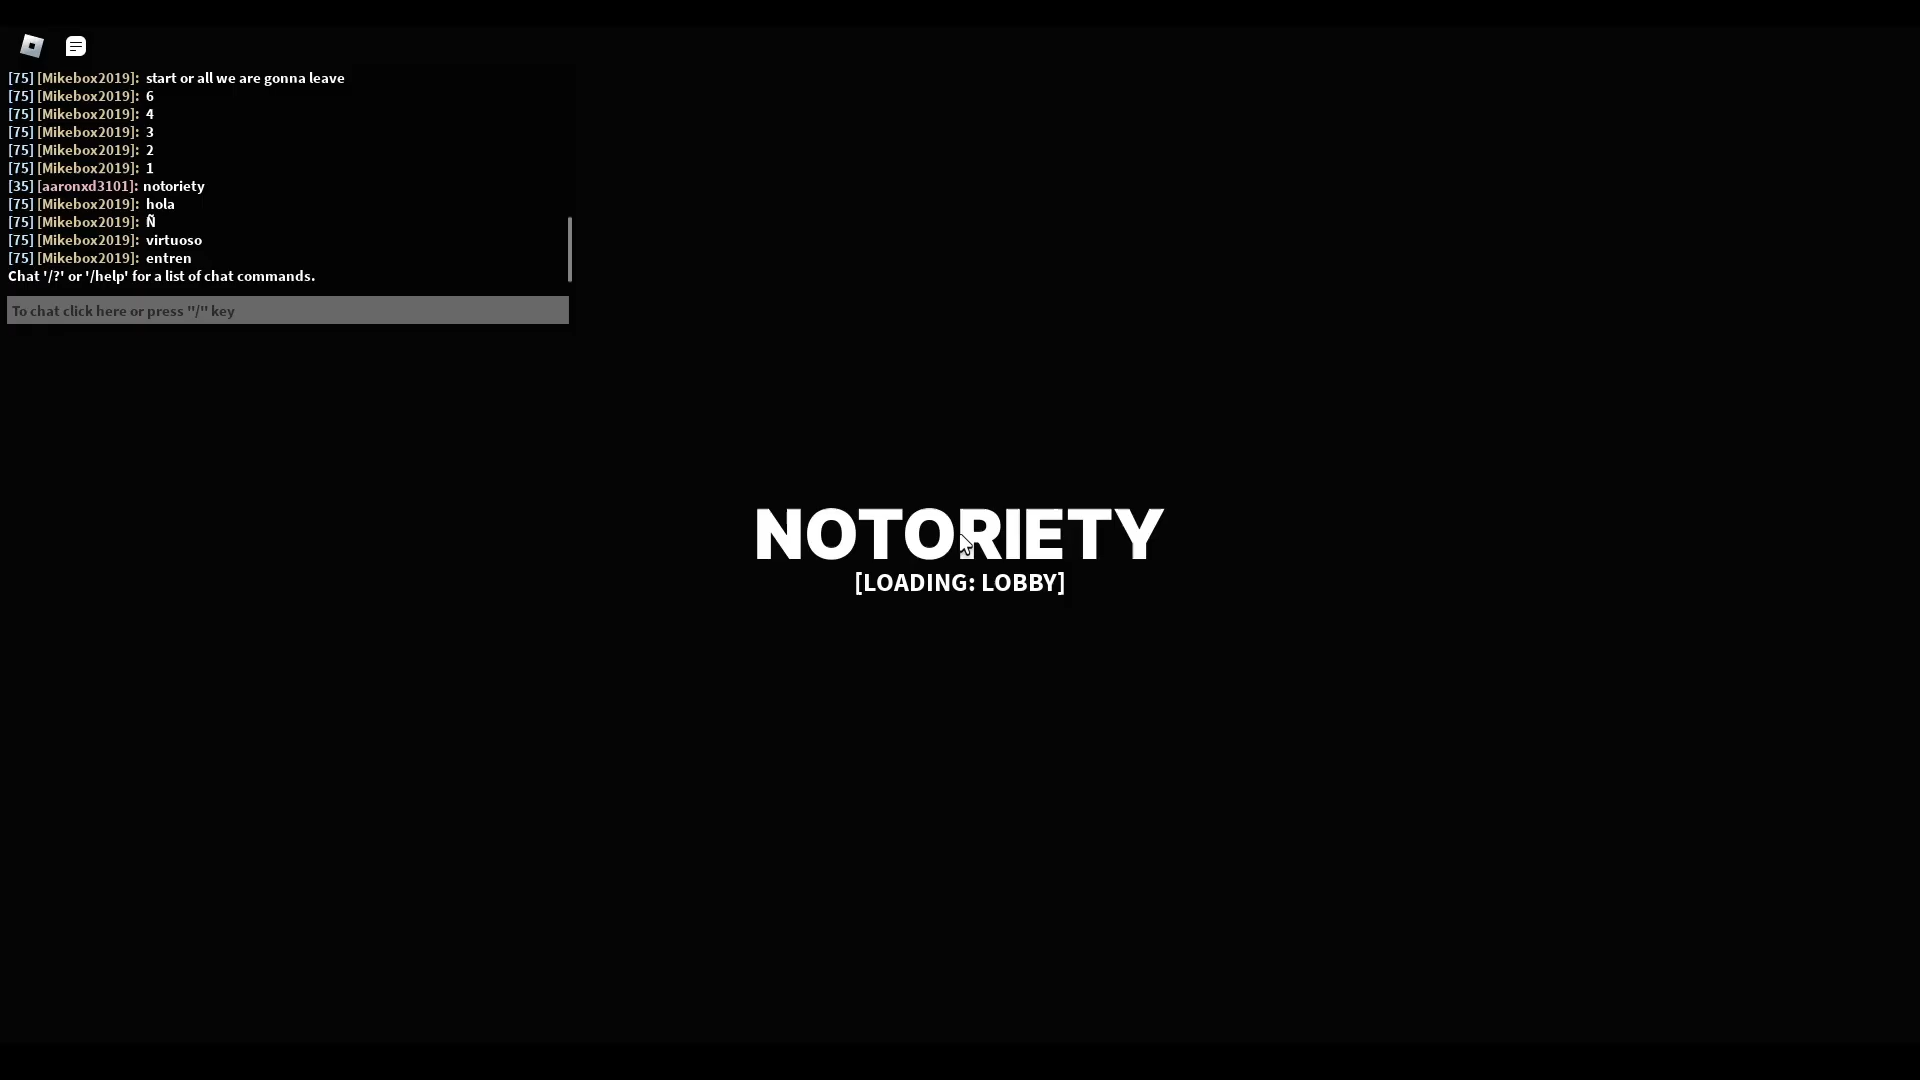 [75] [Mikebox2019]: start or all we are gonna leave
[75] [Mikebox2019]: 6
[75] [Mikebox2019]: 4
[75] [Mikebox2019]: 3
[75] [Mikebox2019]: 2
[75] [Mikebox2019]: 1
[35] [aaronxd3101]: notoriety
[75] [Mikebox2019]: hola
[75] [Mikebox2019]: Ñ
[75] [Mikebox2019]: virtuoso
[75] [Mikebox2019]: entren
Chat '/?' or '/help' for a list of chat commands.
To chat click here or press "/" key
NOTORIETY
[LOADING: LOBBY]